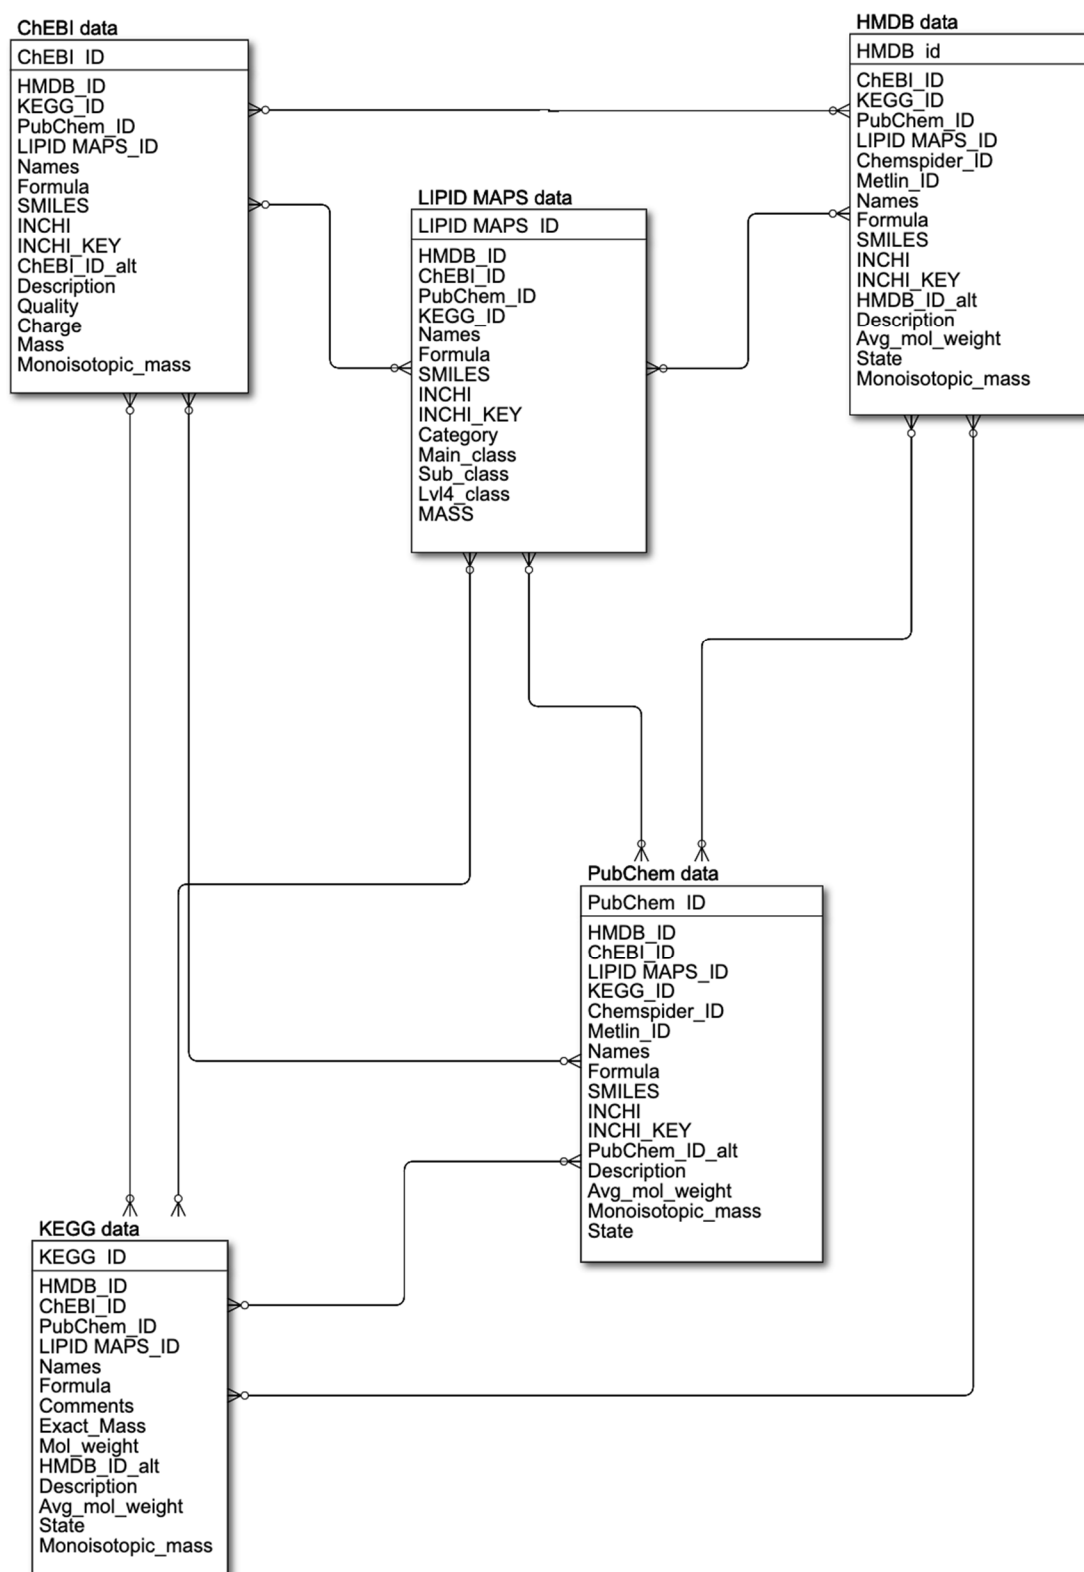 ChEBI data
ChEBI_ID
HMDB_ID
KEGG_ID
PubChem_ID
LIPID MAPS_ID
Names
Formula
SMILES
INCHI
INCHI_KEY
ChEBI_ID_alt
Description
Quality
Charge
Mass
Monoisotopic_mass
HMDB data
HMDB_id
ChEBI_ID
KEGG_ID
PubChem_ID
LIPID MAPS_ID
Chemspider_ID
Metlin_ID
Names
Formula
SMILES
INCHI
INCHI_KEY
HMDB_ID_alt
Description
Avg_mol_weight
State
Monoisotopic_mass
LIPID MAPS data
LIPID MAPS_ID
HMDB_ID
ChEBI_ID
PubChem_ID
KEGG_ID
Names
Formula
SMILES
INCHI
INCHI_KEY
Category
Main_class
Sub_class
Lvl4_class
MASS
PubChem data
PubChem_ID
HMDB_ID
ChEBI_ID
LIPID MAPS_ID
KEGG_ID
Chemspider_ID
Metlin_ID
Names
Formula
SMILES
INCHI
INCHI_KEY
PubChem_ID_alt
Description
Avg_mol_weight
Monoisotopic_mass
State
KEGG data
KEGG_ID
HMDB_ID
ChEBI_ID
PubChem_ID
LIPID MAPS_ID
Names
Formula
Comments
Exact_Mass
Mol_weight
HMDB_ID_alt
Description
Avg_mol_weight
State
Monoisotopic_mass